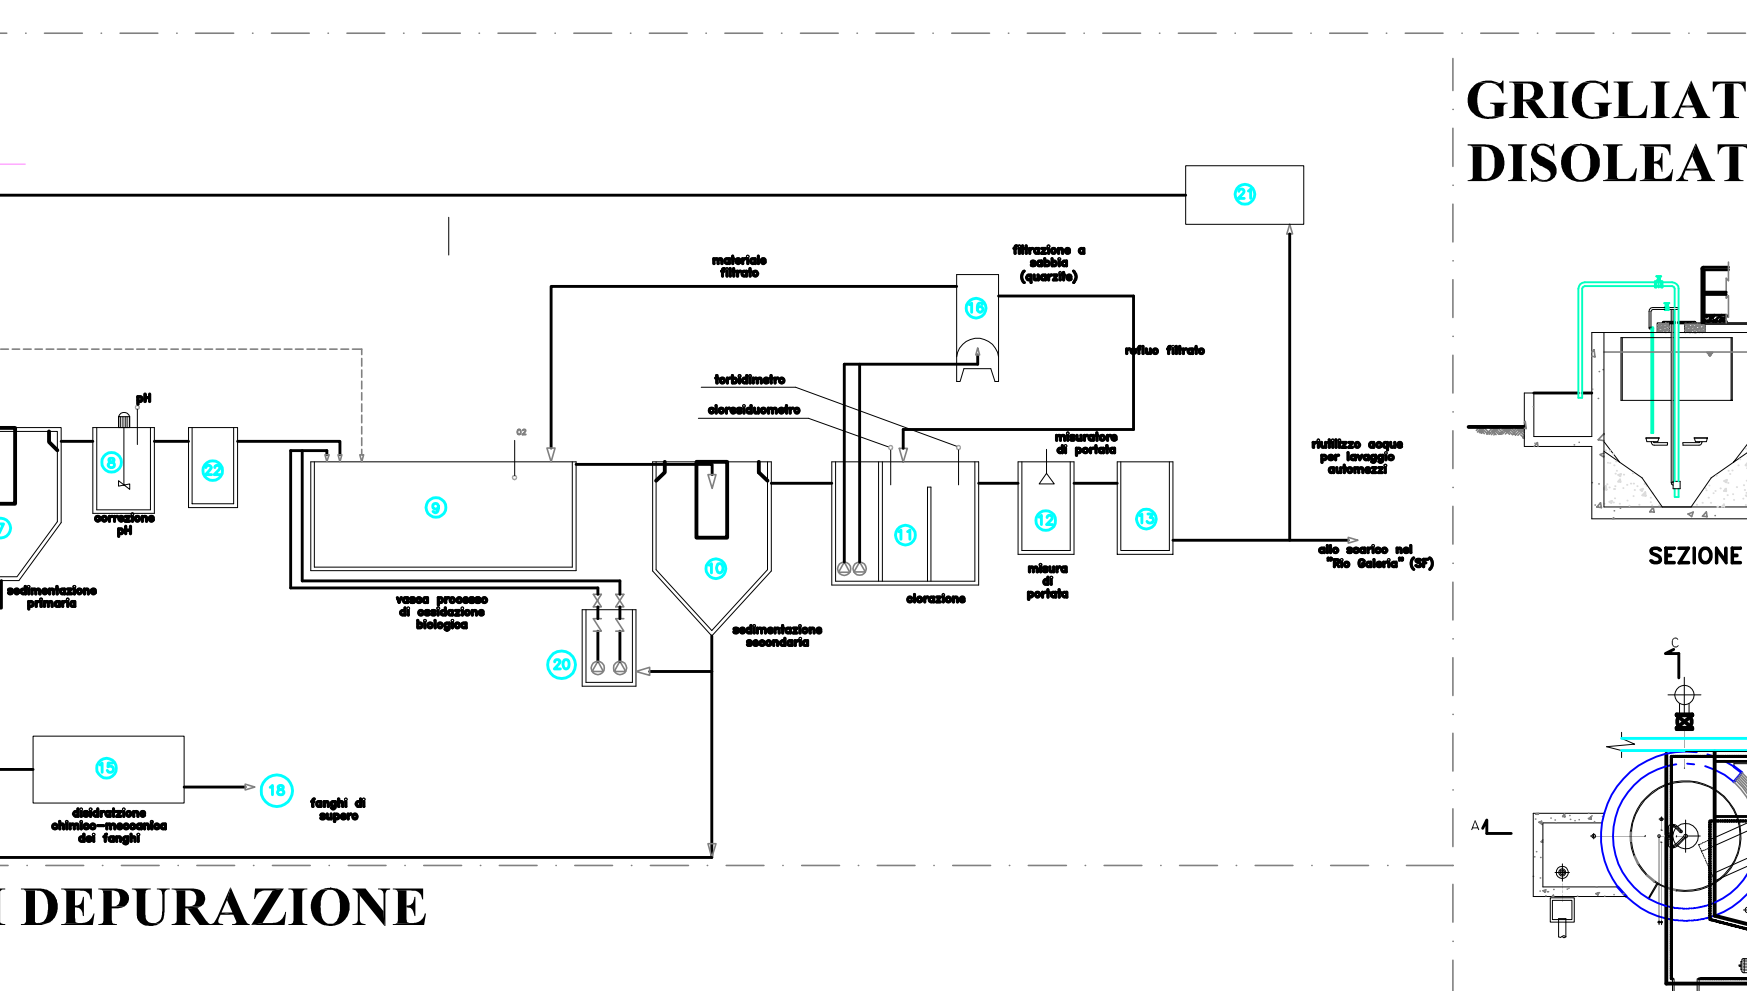 GRIGLIAT
DISOLEAT
21
materiale
filtrato
filtrazione a
sabbia
(quarzite)
16
refluo filtrato
torbidimetro
cloresiduometro
pH
O2
misuratore
di portata
riutilizzo acque
per lavaggio
automezzi
7
8
22
9
10
11
12
13
correzione
pH
sedimentazione
primaria
vasca processo
di ossidazione
biologica
clorazione
misura
di
portata
allo scarico nel
"Rio Galeria" (SF)
SEZIONE
sedimentazione
secondaria
20
C
15
18
fanghi di
supero
disidratzione
chimico-meccanica
dei fanghi
A
I DEPURAZIONE